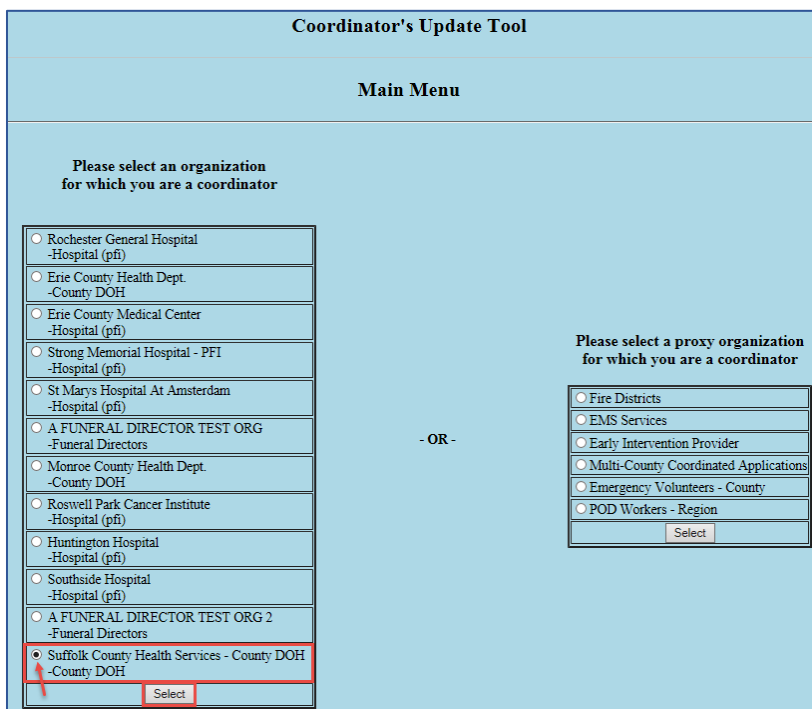 Coordinator's Update Tool
Main Menu
Please select an organization
for which you are a coordinator
Rochester General Hospital
-Hospital (pfi)
Erie County Health Dept.
-County DOH
Erie County Medical Center
-Hospital (pfi)
Strong Memorial Hospital - PFI
-Hospital (pfi)
St Marys Hospital At Amsterdam
-Hospital (pfi)
A FUNERAL DIRECTOR TEST ORG
-Funeral Directors
Monroe County Health Dept.
-County DOH
Roswell Park Cancer Institute
-Hospital (pfi)
Huntington Hospital
-Hospital (pfi)
Southside Hospital
-Hospital (pfi)
A FUNERAL DIRECTOR TEST ORG 2
-Funeral Directors
Suffolk County Health Services - County DOH
-County DOH
Select
- OR -
Please select a proxy organization
for which you are a coordinator
Fire Districts
EMS Services
Early Intervention Provider
Multi-County Coordinated Applications
Emergency Volunteers - County
POD Workers - Region
Select